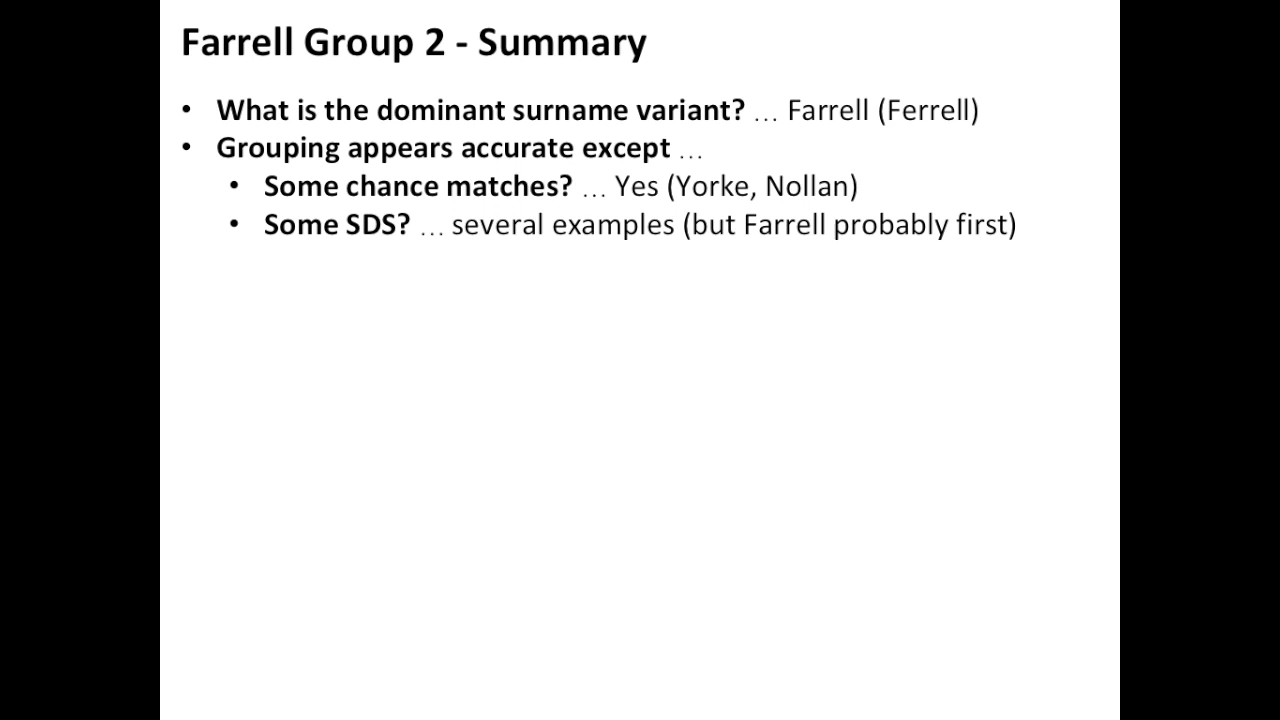 Farrell Group 2 - Summary
• What is the dominant surname variant? … Farrell (Ferrell)
• Grouping appears accurate except …
• Some chance matches? … Yes (Yorke, Nollan)
• Some SDS? … several examples (but Farrell probably first)